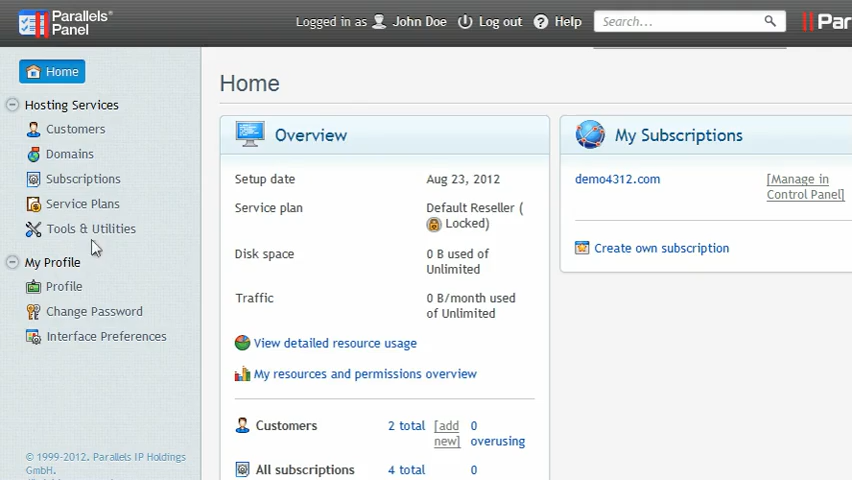 Parallels®
Panel
Logged in as John Doe Log out Help Search...
Par
Home
Hosting Services
Customers
Domains
Subscriptions
Service Plans
Tools & Utilities
My Profile
Profile
Change Password
Interface Preferences
© 1999-2012. Parallels IP Holdings
GmbH.
Home
Overview
Setup date Aug 23, 2012
Service plan Default Reseller (
Locked)
Disk space 0 B used of
Unlimited
Traffic 0 B/month used
of Unlimited
View detailed resource usage
My resources and permissions overview
Customers 2 total [add 0
new] overusing
All subscriptions 4 total 0
My Subscriptions
demo4312.com [Manage in
Control Panel]
Create own subscription